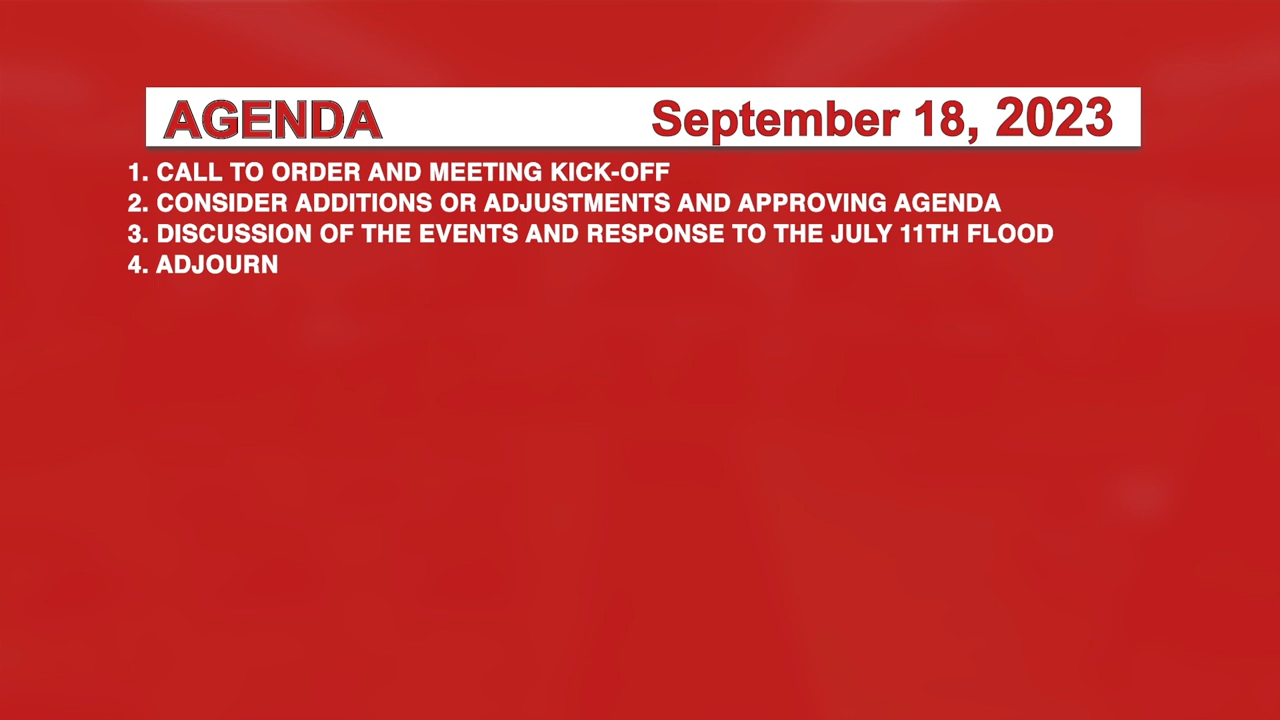 AGENDA September 18, 2023
1. CALL TO ORDER AND MEETING KICK-OFF
2. CONSIDER ADDITIONS OR ADJUSTMENTS AND APPROVING AGENDA
3. DISCUSSION OF THE EVENTS AND RESPONSE TO THE JULY 11TH FLOOD
4. ADJOURN